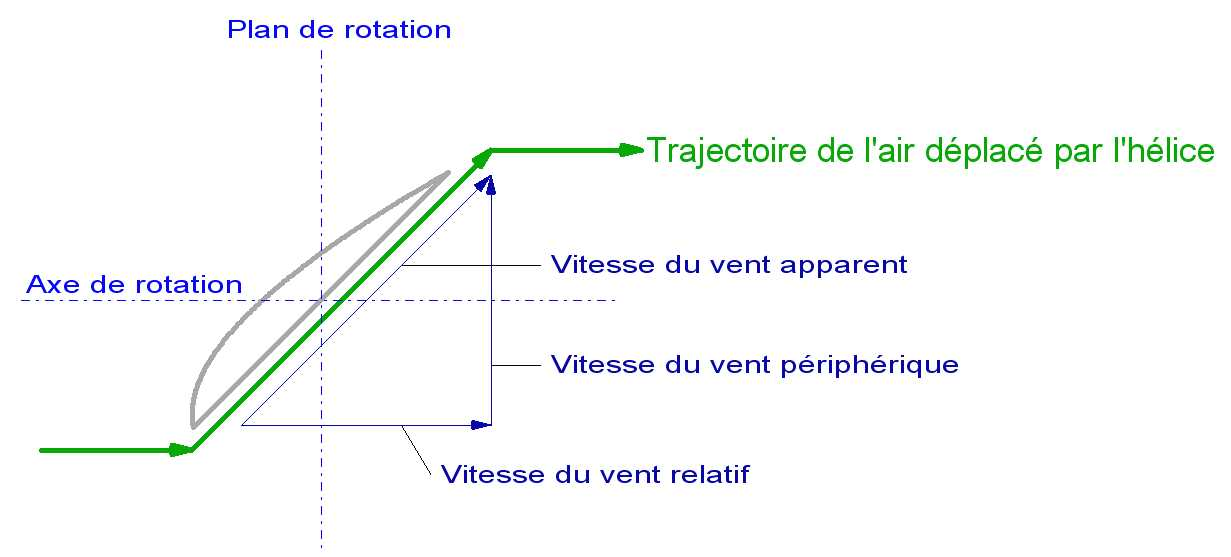 Plan de rotation
Trajectoire de l'air déplacé par l'hélice
Vitesse du vent apparent
Axe de rotation
Vitesse du vent périphérique
Vitesse du vent relatif